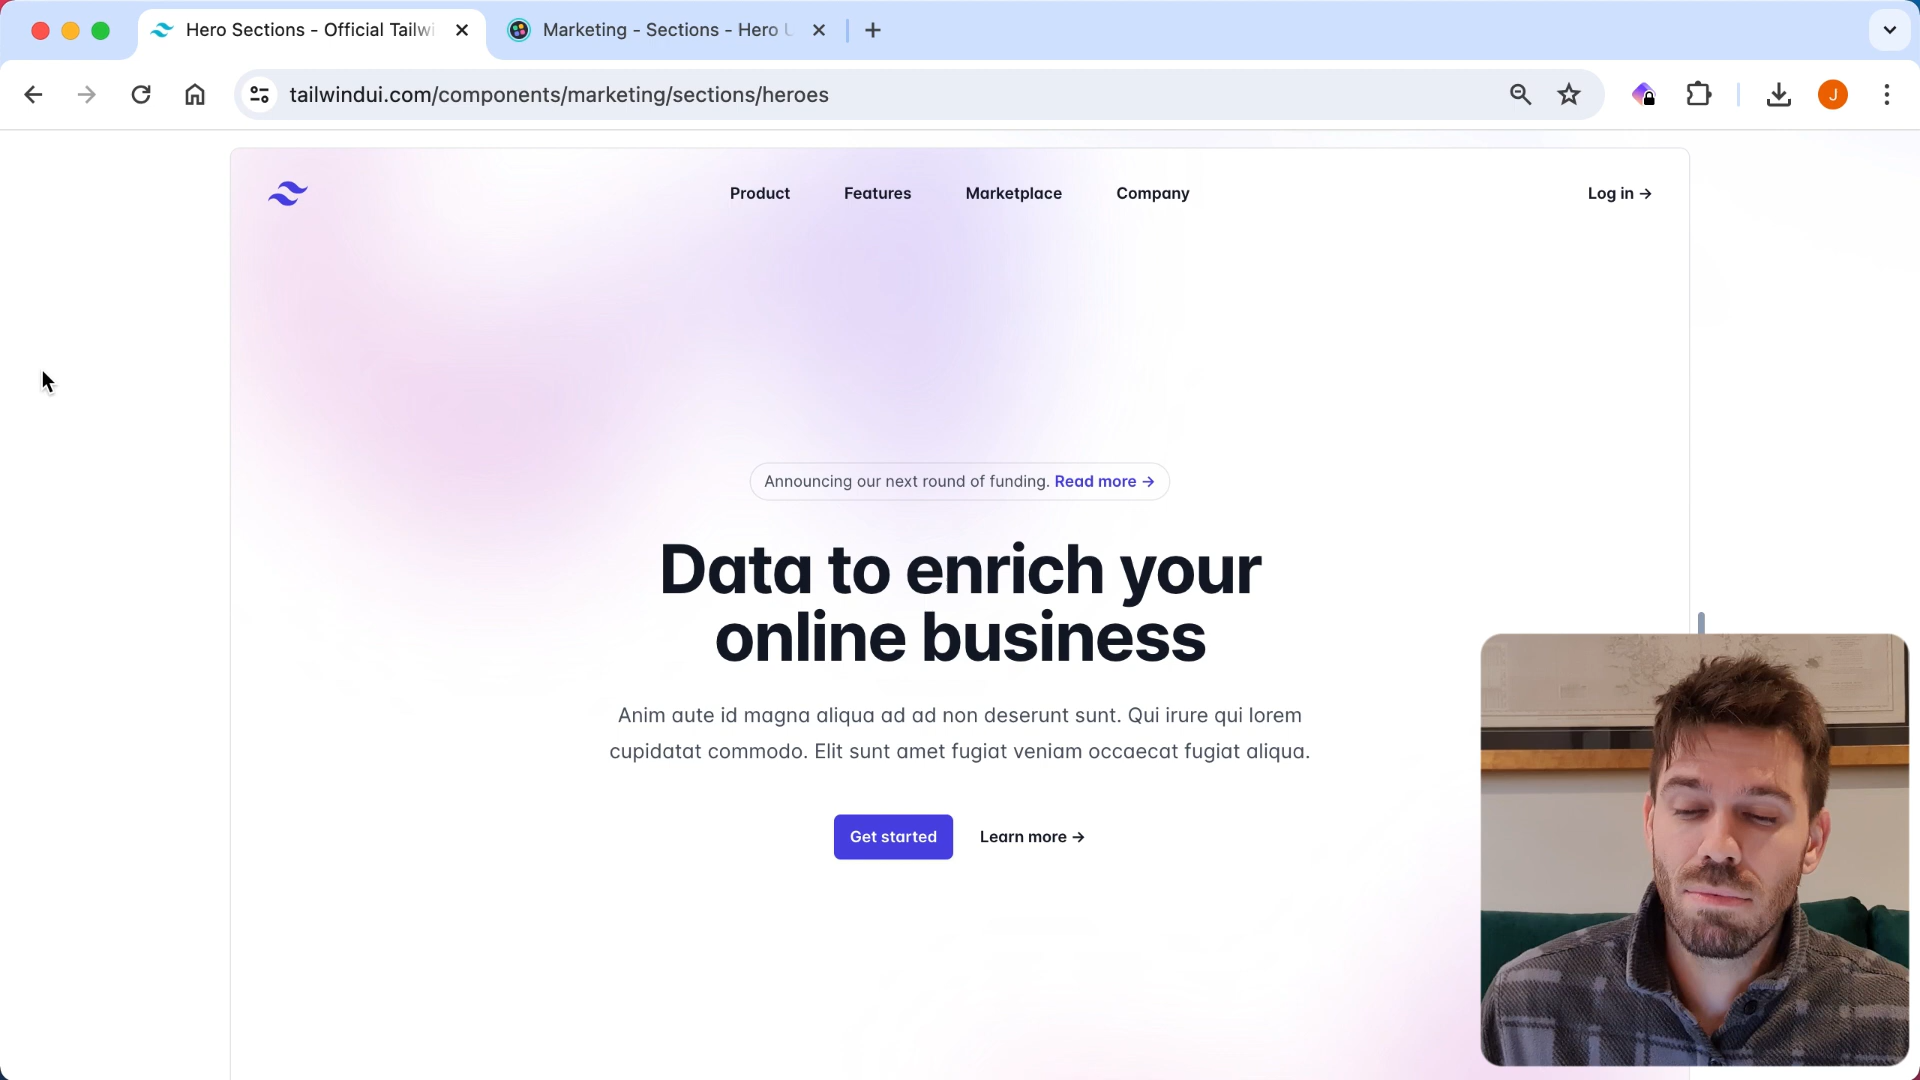 Hero Sections - Official Tailwi
Marketing - Sections - Hero U
tailwindui.com/components/marketing/sections/heroes
J
Product
Features
Marketplace
Company
Log in →
Announcing our next round of funding. Read more →
Data to enrich your
online business
Anim aute id magna aliqua ad ad non deserunt sunt. Qui irure qui lorem
cupidatat commodo. Elit sunt amet fugiat veniam occaecat fugiat aliqua.
Get started
Learn more →